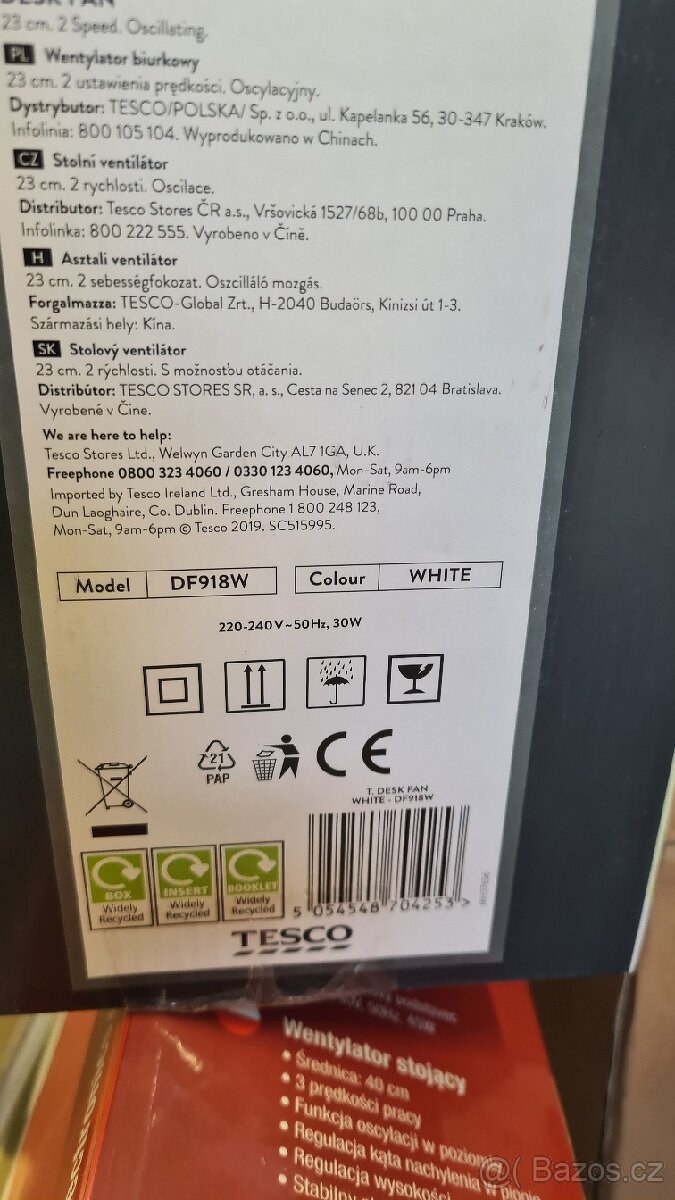 DESK FAN
23 cm. 2 Speed. Oscillating.
PL Wentylator biurkowy
23 cm. 2 ustawienia prędkości. Oscylacyjny.
Dystrybutor: TESCO/POLSKA/ Sp. z o.o., ul. Kapelanka 56, 30-347 Kraków.
Infolinia: 800 105 104. Wyprodukowano w Chinach.
CZ Stolní ventilátor
23 cm. 2 rychlosti. Oscilace.
Distributor: Tesco Stores ČR a.s., Vršovická 1527/68b, 100 00 Praha.
Infolinka: 800 222 555. Vyrobeno v Číně.
H Asztali ventilátor
23 cm. 2 sebességfokozat. Oszcilláló mozgás.
Forgalmazza: TESCO-Global Zrt., H-2040 Budaörs, Kinizsi út 1-3.
Származási hely: Kína.
SK Stolový ventilátor
23 cm. 2 rýchlosti. S možnosťou otáčania.
Distribútor: TESCO STORES SR, a. s., Cesta na Senec 2, 821 04 Bratislava.
Vyrobené v Číne.
We are here to help:
Tesco Stores Ltd., Welwyn Garden City AL7 1GA, U.K.
Freephone 0800 323 4060 / 0330 123 4060, Mon-Sat, 9am-6pm
Imported by Tesco Ireland Ltd., Gresham House, Marine Road,
Dun Laoghaire, Co. Dublin. Freephone 1 800 248 123,
Mon-Sat, 9am-6pm © Tesco 2019. SC515995.
Model DF918W Colour WHITE
220-240V~50Hz, 30W
21
PAP
CE
T. DESK FAN
WHITE - DF918W
BOX
Widely
Recycled
INSERT
Widely
Recycled
BOOKLET
Widely
Recycled
5 054548 704253 >
TESCO
Wentylator stojący
• Średnica: 40 cm
• 3 prędkości pracy
• Funkcja oscylacji w poziomie
• Regulacja kąta nachylenia w pionie
• Regulacja wysokości
• Stabilny
@( Bazos.cz